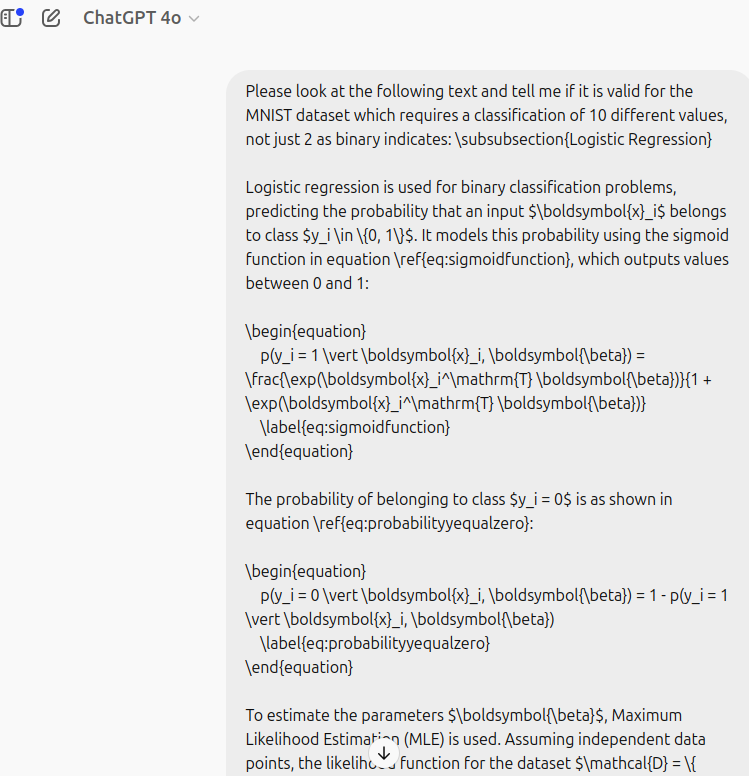 ChatGPT 4o
Please look at the following text and tell me if it is valid for the
MNIST dataset which requires a classification of 10 different values,
not just 2 as binary indicates: \subsubsection{Logistic Regression}
Logistic regression is used for binary classification problems,
predicting the probability that an input $\boldsymbol{x}_i$ belongs
to class $y_i \in \{0, 1\}$. It models this probability using the sigmoid
function in equation \ref{eq:sigmoidfunction}, which outputs values
between 0 and 1:
\begin{equation}
p(y_i = 1 \vert \boldsymbol{x}_i, \boldsymbol{\beta}) =
\frac{\exp(\boldsymbol{x}_i^\mathrm{T} \boldsymbol{\beta})}{1 +
\exp(\boldsymbol{x}_i^\mathrm{T} \boldsymbol{\beta})}
\label{eq:sigmoidfunction}
\end{equation}
The probability of belonging to class $y_i = 0$ is as shown in
equation \ref{eq:probabilityyequalzero}:
\begin{equation}
p(y_i = 0 \vert \boldsymbol{x}_i, \boldsymbol{\beta}) = 1 - p(y_i = 1
\vert \boldsymbol{x}_i, \boldsymbol{\beta})
\label{eq:probabilityyequalzero}
\end{equation}
To estimate the parameters $\boldsymbol{\beta}$, Maximum
Likelihood Estimation (MLE) is used. Assuming independent data
points, the likelihood function for the dataset $\mathcal{D} = \{